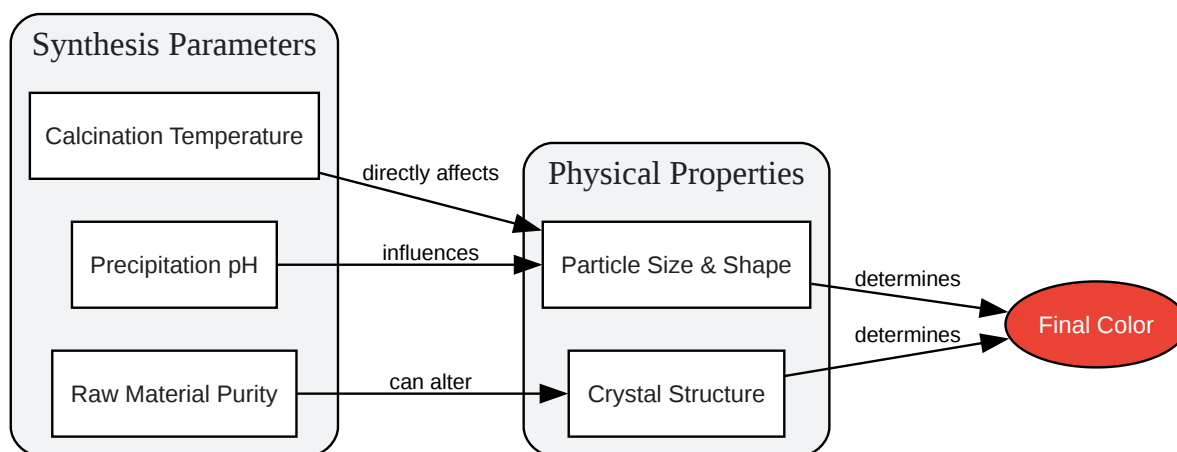 Synthesis Parameters
Calcination Temperature
directly affects
Physical Properties
Precipitation pH
influences
Particle Size & Shape
determines
Final Color
determines
Raw Material Purity
can alter
Crystal Structure